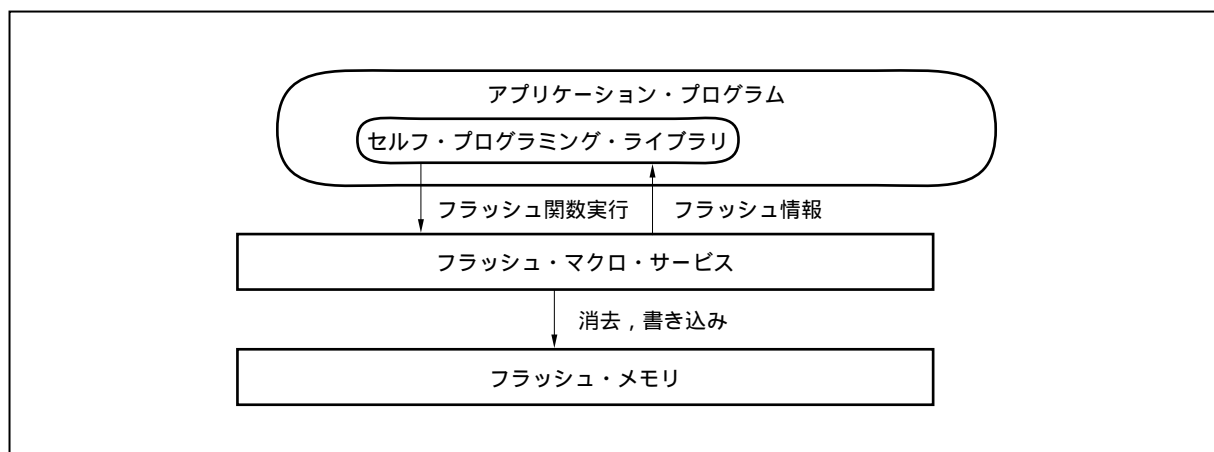 アプリケーション・プログラム
セルフ・プログラミング・ライブラリ
フラッシュ関数実行
フラッシュ情報
フラッシュ・マクロ・サービス
消去，書き込み
フラッシュ・メモリ